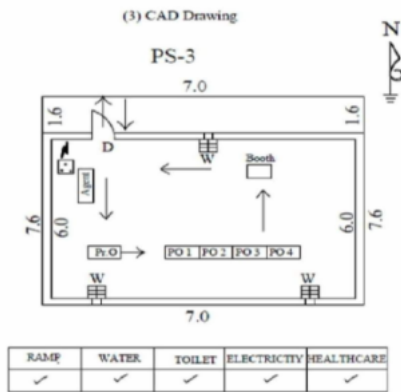 (3) CAD Drawing
N
PS-3
7.0
1.6 1.6
D
W
Booth
Agent
7.6 6.0 6.0 7.6
Pr.O PO 1 PO 2 PO 3 PO 4
W W
7.0
RAMP WATER TOILET ELECTRICTIY HEALTHCARE
✓ ✓ ✓ ✓ ✓